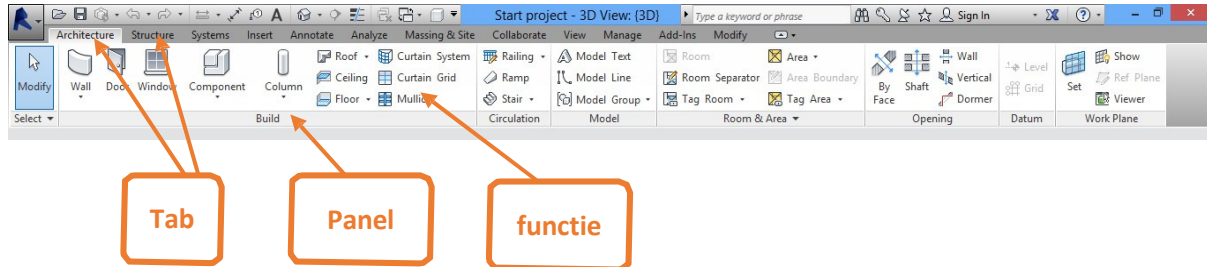 Start project - 3D View: {3D} Type a keyword or phrase Sign In
Architecture Structure Systems Insert Annotate Analyze Massing & Site Collaborate View Manage Add-Ins Modify
Roof Curtain System Railing Model Text Room Area Wall Show
Modify Wall Door Window Component Column Ceiling Curtain Grid Ramp Model Line Room Separator Area Boundary By Face Shaft Vertical Level Grid Set Ref Plane
Floor Mullion Stair Model Group Tag Room Tag Area Dormer Viewer
Select Build Circulation Model Room & Area Opening Datum Work Plane
Tab Panel functie